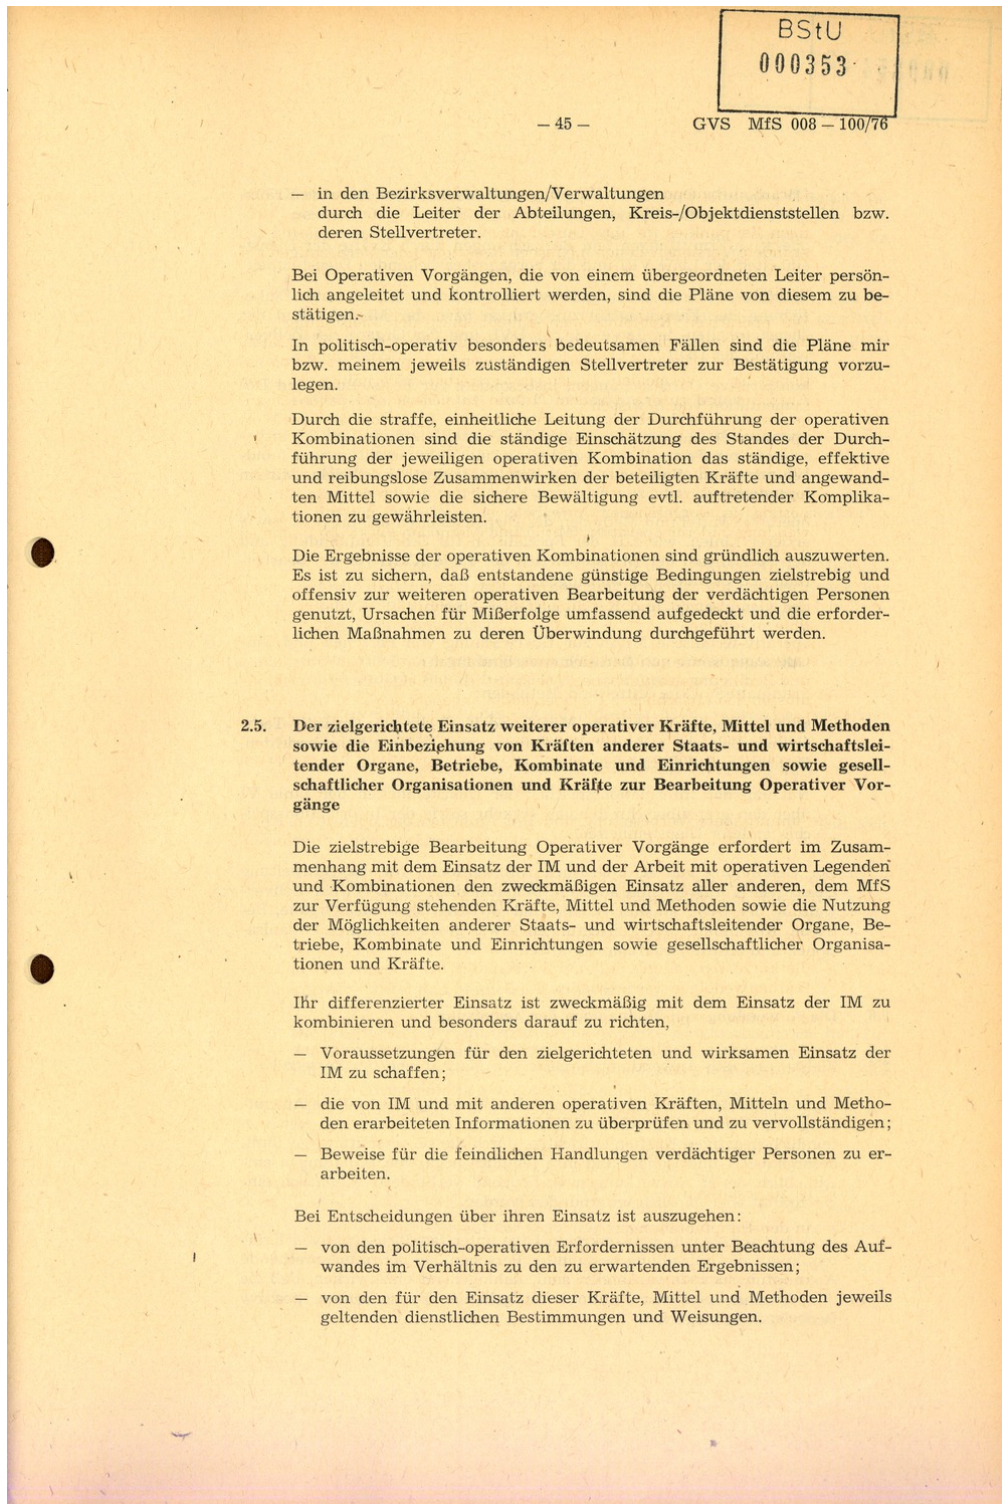 BStU
000353
— 45 —
GVS MfS 008 — 100/76
— in den Bezirksverwaltungen/Verwaltungen
durch die Leiter der Abteilungen, Kreis-/Objektdienststellen bzw.
deren Stellvertreter.
Bei Operativen Vorgängen, die von einem übergeordneten Leiter persön-
lich angeleitet und kontrolliert werden, sind die Pläne von diesem zu be-
stätigen.
In politisch-operativ besonders bedeutsamen Fällen sind die Pläne mir
bzw. meinem jeweils zuständigen Stellvertreter zur Bestätigung vorzu-
legen.
Durch die straffe, einheitliche Leitung der Durchführung der operativen
Kombinationen sind die ständige Einschätzung des Standes der Durch-
führung der jeweiligen operativen Kombination das ständige, effektive
und reibungslose Zusammenwirken der beteiligten Kräfte und angewand-
ten Mittel sowie die sichere Bewältigung evtl. auftretender Komplika-
tionen zu gewährleisten.
Die Ergebnisse der operativen Kombinationen sind gründlich auszuwerten.
Es ist zu sichern, daß entstandene günstige Bedingungen zielstrebig und
offensiv zur weiteren operativen Bearbeitung der verdächtigen Personen
genutzt, Ursachen für Mißerfolge umfassend aufgedeckt und die erforder-
lichen Maßnahmen zu deren Überwindung durchgeführt werden.
2.5. Der zielgerichtete Einsatz weiterer operativer Kräfte, Mittel und Methoden
sowie die Einbeziehung von Kräften anderer Staats- und wirtschaftslei-
tender Organe, Betriebe, Kombinate und Einrichtungen sowie gesell-
schaftlicher Organisationen und Kräfte zur Bearbeitung Operativer Vor-
gänge
Die zielstrebige Bearbeitung Operativer Vorgänge erfordert im Zusam-
menhang mit dem Einsatz der IM und der Arbeit mit operativen Legenden
und Kombinationen den zweckmäßigen Einsatz aller anderen, dem MfS
zur Verfügung stehenden Kräfte, Mittel und Methoden sowie die Nutzung
der Möglichkeiten anderer Staats- und wirtschaftsleitender Organe, Be-
triebe, Kombinate und Einrichtungen sowie gesellschaftlicher Organisa-
tionen und Kräfte.
Ihr differenzierter Einsatz ist zweckmäßig mit dem Einsatz der IM zu
kombinieren und besonders darauf zu richten,
— Voraussetzungen für den zielgerichteten und wirksamen Einsatz der
IM zu schaffen;
— die von IM und mit anderen operativen Kräften, Mitteln und Metho-
den erarbeiteten Informationen zu überprüfen und zu vervollständigen;
— Beweise für die feindlichen Handlungen verdächtiger Personen zu er-
arbeiten.
Bei Entscheidungen über ihren Einsatz ist auszugehen:
— von den politisch-operativen Erfordernissen unter Beachtung des Auf-
wandes im Verhältnis zu den zu erwartenden Ergebnissen;
— von den für den Einsatz dieser Kräfte, Mittel und Methoden jeweils
geltenden dienstlichen Bestimmungen und Weisungen.